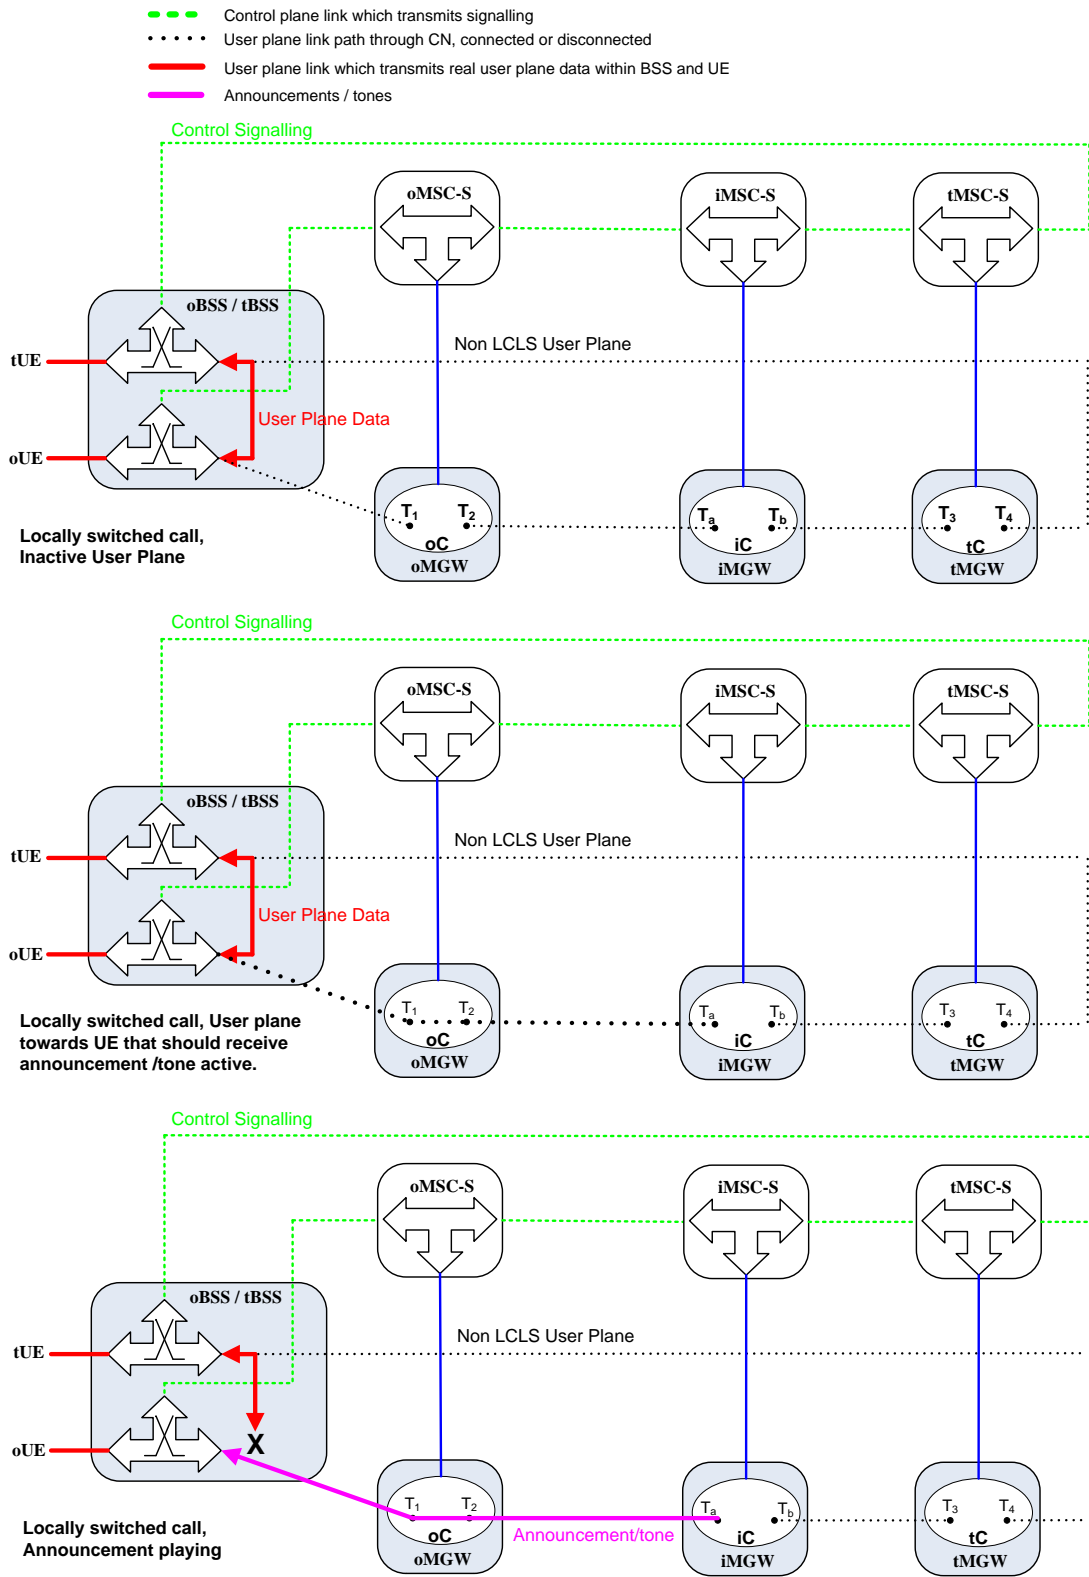 Control plane link which transmits signalling
User plane link path through CN, connected or disconnected
User plane link which transmits real user plane data within BSS and UE
Announcements / tones
Control Signalling
oMSC-S
iMSC-S
tMSC-S
oBSS / tBSS
Non LCLS User Plane
tUE
User Plane Data
oUE
T1 T2
Ta Tb
T3 T4
oC
iC
tC
oMGW
iMGW
tMGW
Locally switched call,
Inactive User Plane
Control Signalling
oMSC-S
iMSC-S
tMSC-S
oBSS / tBSS
Non LCLS User Plane
tUE
User Plane Data
oUE
T1 T2
Ta Tb
T3 T4
oC
iC
tC
oMGW
iMGW
tMGW
Locally switched call, User plane
towards UE that should receive
announcement /tone active.
Control Signalling
oMSC-S
iMSC-S
tMSC-S
oBSS / tBSS
Non LCLS User Plane
tUE
X
oUE
T1 T2
Ta Tb
T3 T4
oC
Announcement/tone
iC
tC
oMGW
iMGW
tMGW
Locally switched call,
Announcement playing